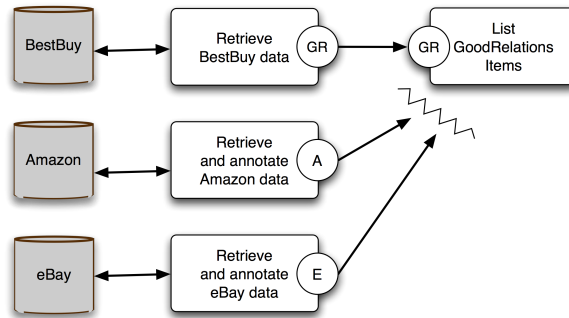 BestBuy
Retrieve
BestBuy data
GR
GR
List
GoodRelations
Items
Amazon
Retrieve
and annotate
Amazon data
A
eBay
Retrieve
and annotate
eBay data
E